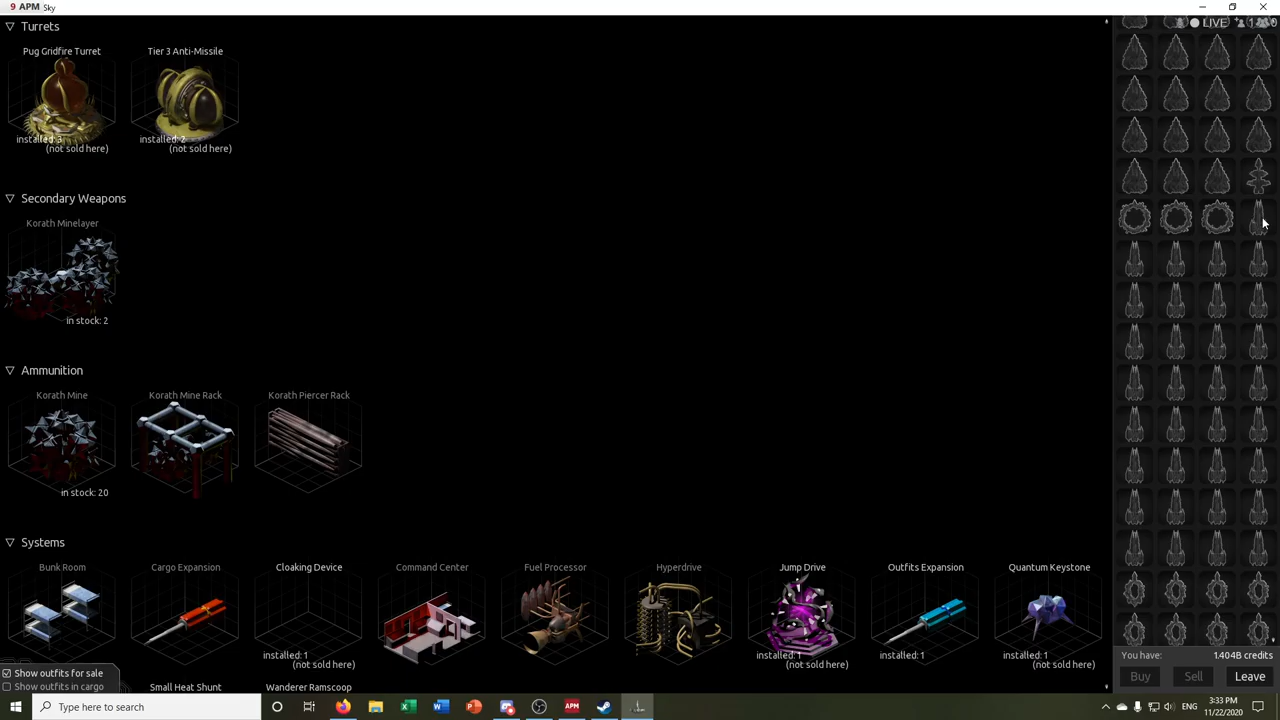 9 APM Sky
LIVE
Turrets
Pug Gridfire Turret
Tier 3 Anti-Missile
installed: 3
(not sold here)
installed: 2
(not sold here)
Secondary Weapons
Korath Minelayer
in stock: 2
Ammunition
Korath Mine
Korath Mine Rack
Korath Piercer Rack
in stock: 20
Systems
Bunk Room
Cargo Expansion
Cloaking Device
Command Center
Fuel Processor
Hyperdrive
Jump Drive
Outfits Expansion
Quantum Keystone
installed: 1
(not sold here)
installed: 1
(not sold here)
installed: 1
installed: 1
(not sold here)
You have:
1.404B credits
Show outfits for sale
Show outfits in cargo
Small Heat Shunt
Wanderer Ramscoop
Buy
Sell
Leave
Type here to search
APM
ENG
3:33 PM
11/22/2020